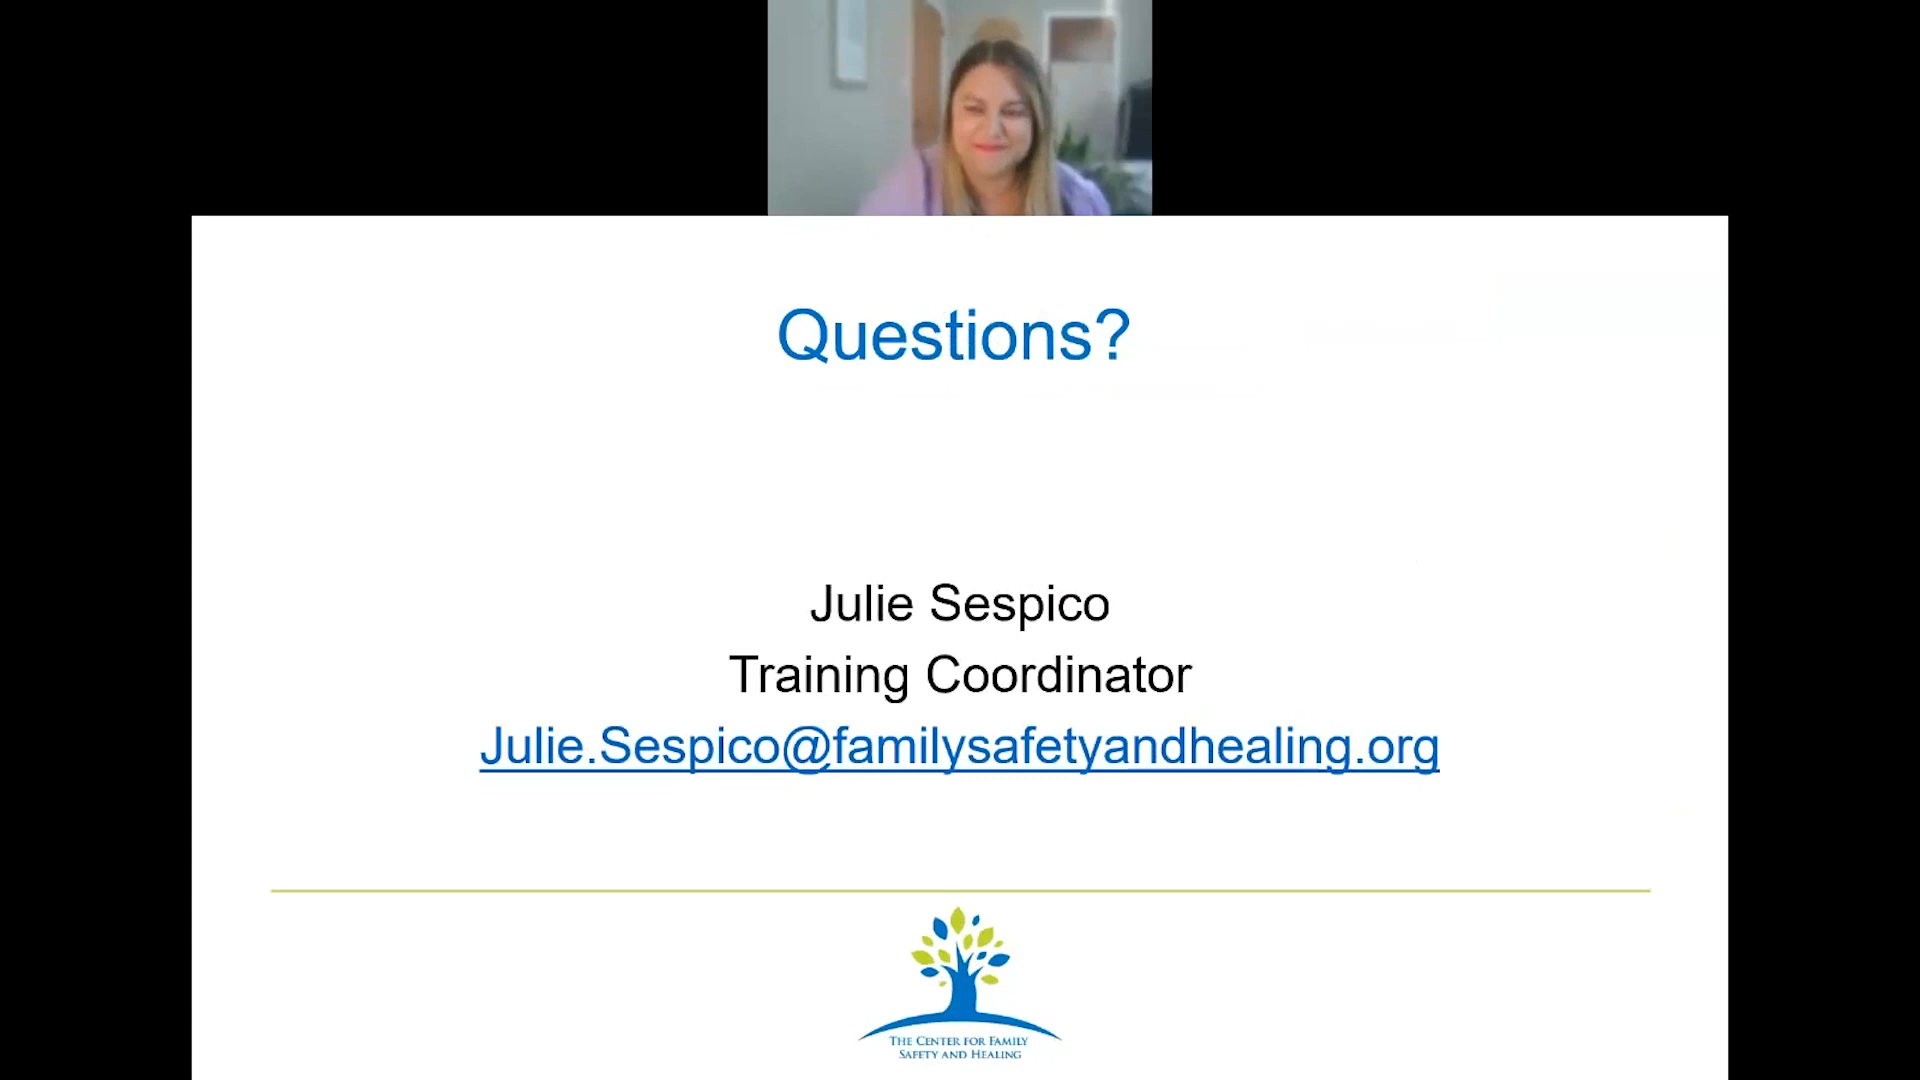 Questions?
Julie Sespico
Training Coordinator
Julie.Sespico@familysafetyandhealing.org
THE CENTER FOR FAMILY
SAFETY AND HEALING